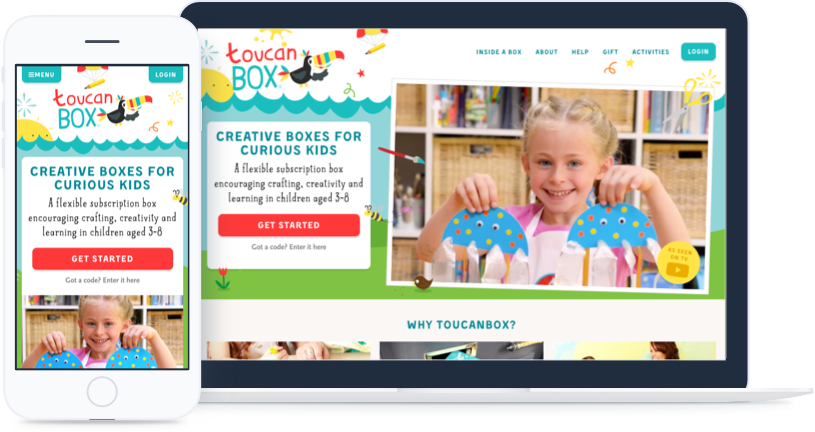 MENU
LOGIN
toucan
BOX
CREATIVE BOXES FOR
CURIOUS KIDS
A flexible subscription box
encouraging crafting, creativity and
learning in children aged 3-8
GET STARTED
Got a code? Enter it here
toucan
BOX
INSIDE A BOX ABOUT HELP GIFT ACTIVITIES LOGIN
CREATIVE BOXES FOR
CURIOUS KIDS
A flexible subscription box
encouraging crafting, creativity and
learning in children aged 3-8
GET STARTED
Got a code? Enter it here
AS SEEN
ON TV
WHY TOUCANBOX?